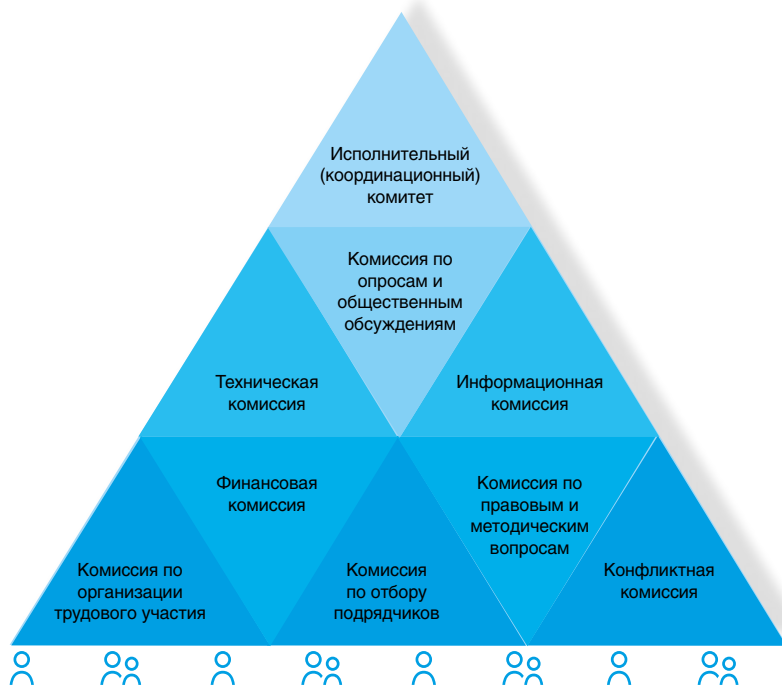 Исполнительный
(координационный)
комитет
Комиссия по
опросам и
общественным
обсуждениям
Техническая
комиссия
Информационная
комиссия
Финансовая
комиссия
Комиссия по
правовым и
методическим
вопросам
Комиссия по
организации
трудового участия
Комиссия
по отбору
подрядчиков
Конфликтная
комиссия